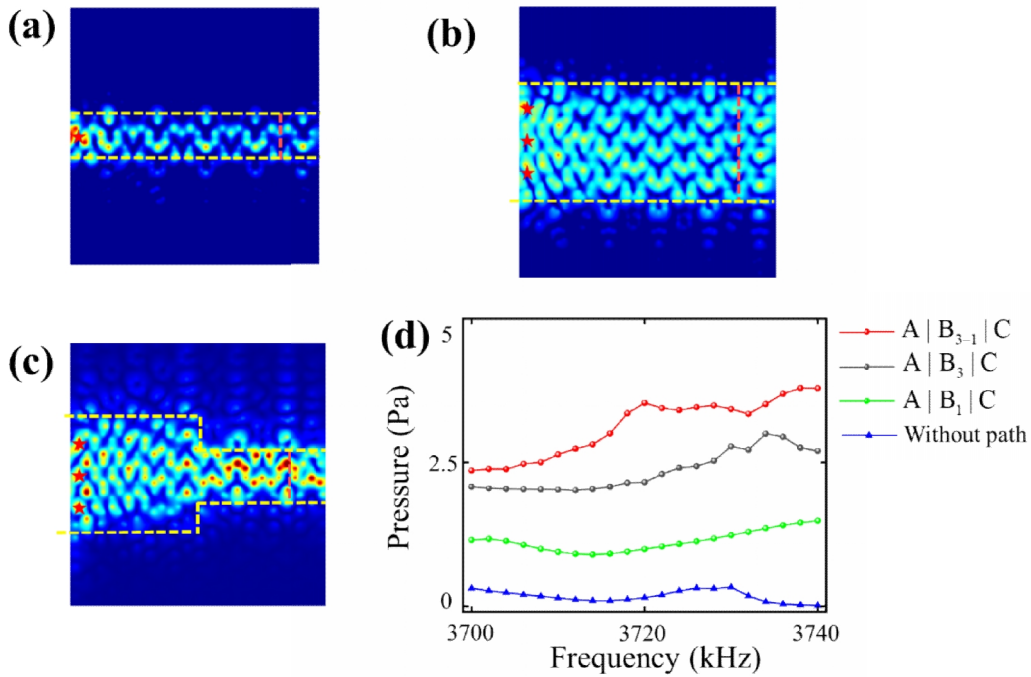 (a)
(b)
(c)
(d)
5
2.5
0
Pressure (Pa)
3700
3720
3740
Frequency (kHz)
A | B₃₋₁ | C
A | B₃ | C
A | B₁ | C
Without path